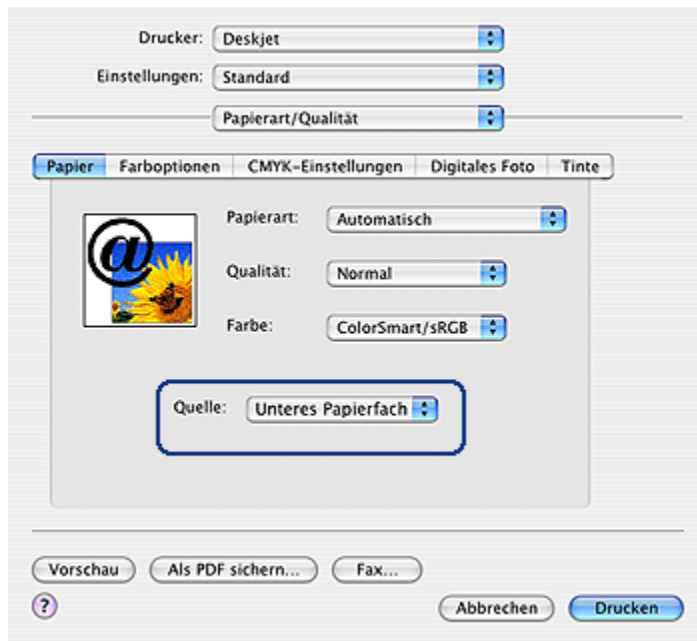 Drucker: Deskjet
Einstellungen: Standard
Papierart/Qualität
Papier Farboptionen CMYK-Einstellungen Digitales Foto Tinte
@
Papierart: Automatisch
Qualität: Normal
Farbe: ColorSmart/sRGB
Quelle: Unteres Papierfach
Vorschau Als PDF sichern... Fax...
? Abbrechen Drucken